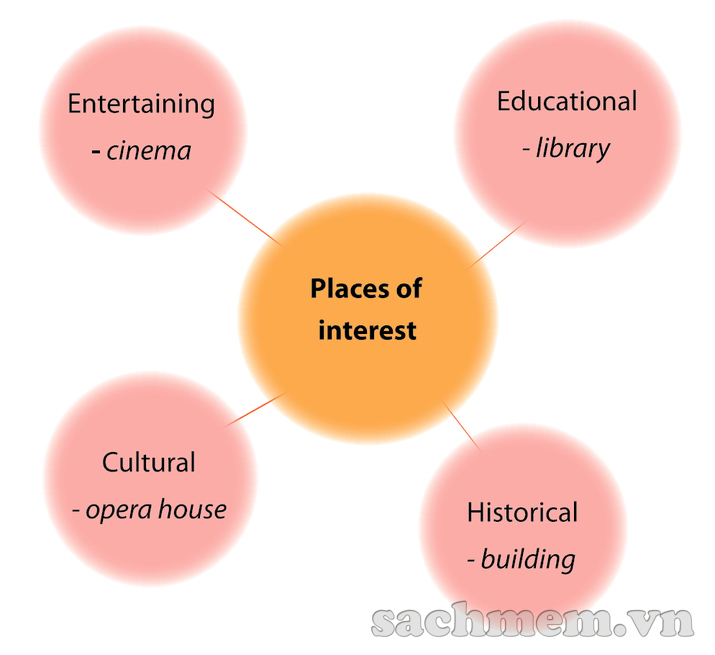 Entertaining
- cinema
Educational
- library
Places of
interest
Cultural
- opera house
Historical
- building
sachmem.vn